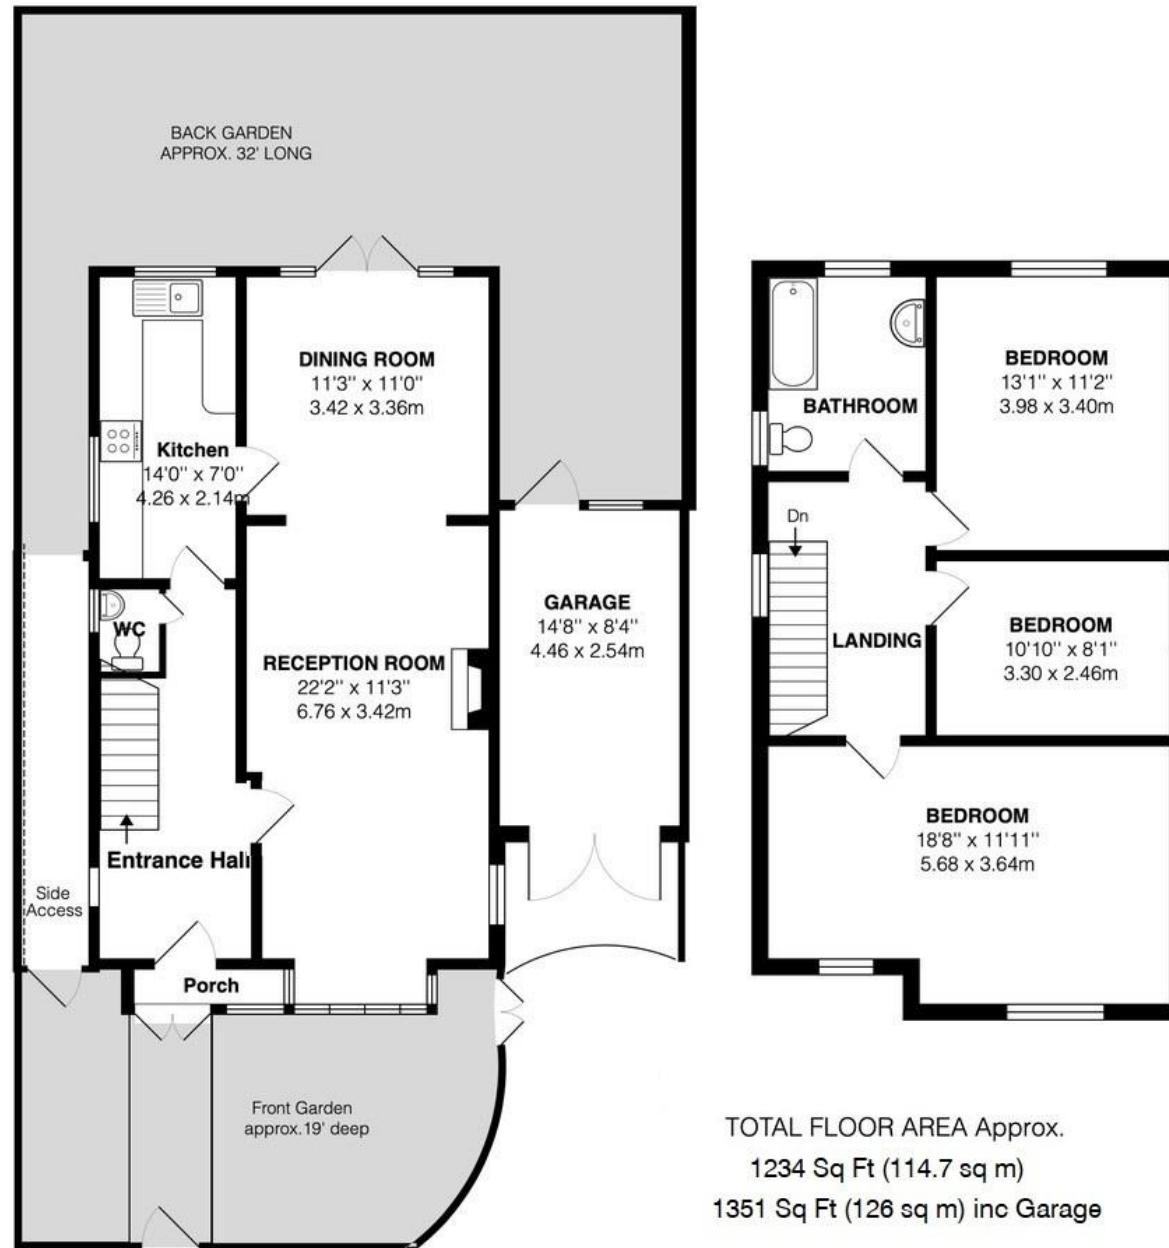 BACK GARDEN
APPROX. 32' LONG
DINING ROOM
11'3'' x 11'0''
3.42 x 3.36m
Kitchen
14'0'' x 7'0''
4.26 x 2.14m
WC
RECEPTION ROOM
22'2'' x 11'3''
6.76 x 3.42m
GARAGE
14'8'' x 8'4''
4.46 x 2.54m
Entrance Hall
Side
Access
Porch
Front Garden
approx.19' deep
BATHROOM
BEDROOM
13'1'' x 11'2''
3.98 x 3.40m
Dn
LANDING
BEDROOM
10'10'' x 8'1''
3.30 x 2.46m
BEDROOM
18'8'' x 11'11''
5.68 x 3.64m
TOTAL FLOOR AREA Approx.
1234 Sq Ft (114.7 sq m)
1351 Sq Ft (126 sq m) inc Garage